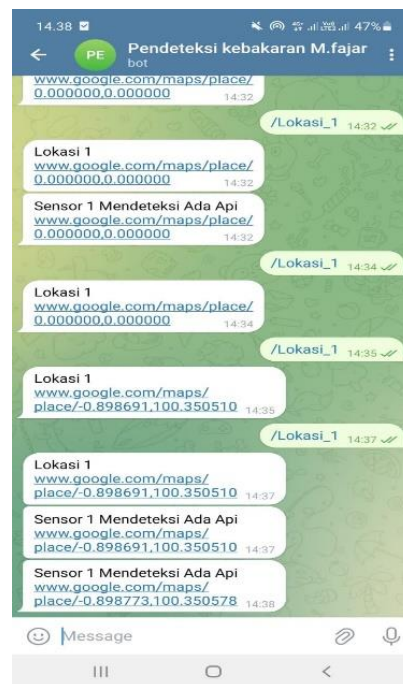 14.38 47%
PE Pendeteksi kebakaran M.fajar
bot
www.google.com/maps/place/
0.000000,0.000000 14:32
/Lokasi_1 14:32
Lokasi 1
www.google.com/maps/place/
0.000000,0.000000 14:32
Sensor 1 Mendeteksi Ada Api
www.google.com/maps/place/
0.000000,0.000000 14:32
/Lokasi_1 14:34
Lokasi 1
www.google.com/maps/place/
0.000000,0.000000 14:34
/Lokasi_1 14:35
Lokasi 1
www.google.com/maps/
place/-0.898691,100.350510 14:35
/Lokasi_1 14:37
Lokasi 1
www.google.com/maps/
place/-0.898691,100.350510 14:37
Sensor 1 Mendeteksi Ada Api
www.google.com/maps/
place/-0.898691,100.350510 14:37
Sensor 1 Mendeteksi Ada Api
www.google.com/maps/
place/-0.898773,100.350578 14:38
Message